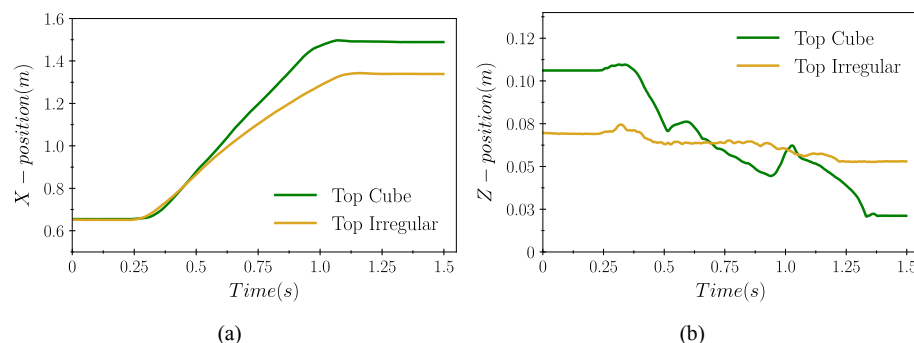 1.6
1.4
1.2
1.0
0.8
0.6
X − position(m)
Top Cube
Top Irregular
0
0.25
0.5
0.75
1.0
1.25
1.5
Time(s)
(a)
0.12
0.10
0.08
0.05
0.03
0
Z − position(m)
Top Cube
Top Irregular
0
0.25
0.50
0.75
1.0
1.25
1.50
Time(s)
(b)